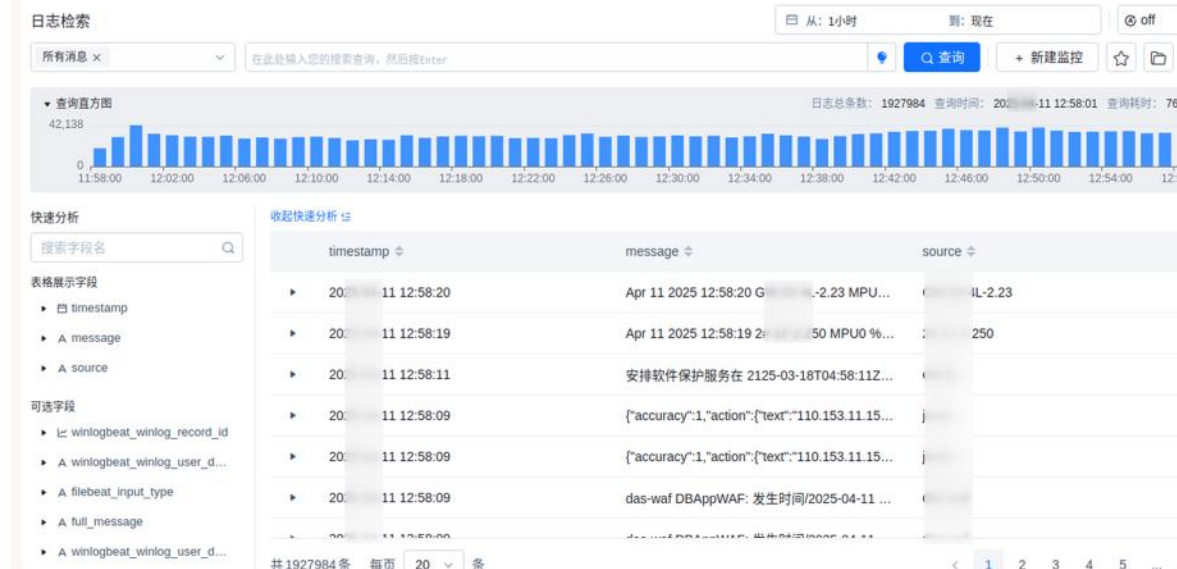 日志检索
从: 1小时 到: 现在 off
所有消息 × 在此处输入您的搜索查询，然后按Enter 查询 + 新建监控
查询直方图 日志总条数: 1927984 查询时间: 20 -11 12:58:01 查询耗时: 76
42,138
0
11:58:00 12:02:00 12:06:00 12:10:00 12:14:00 12:18:00 12:22:00 12:26:00 12:30:00 12:34:00 12:38:00 12:42:00 12:46:00 12:50:00 12:54:00 12:
快速分析
搜索字段名
表格展示字段
timestamp
message
source
可选字段
winlogbeat_winlog_record_id
winlogbeat_winlog_user_d...
filebeat_input_type
full_message
winlogbeat_winlog_user_d...
收起快速分析
timestamp message source
20 11 12:58:20 Apr 11 2025 12:58:20 G L-2.23 MPU... 4L-2.23
20 11 12:58:19 Apr 11 2025 12:58:19 2 50 MPU0 %... 250
20 11 12:58:11 安排软件保护服务在 2125-03-18T04:58:11Z...
20 11 12:58:09 {"accuracy":1,"action":{"text":"110.153.11.15...
20 11 12:58:09 {"accuracy":1,"action":{"text":"110.153.11.15...
20 11 12:58:09 das-waf DBAppWAF: 发生时间/2025-04-11 ...
共1927984条 每页 20 条 < 1 2 3 4 5 ...